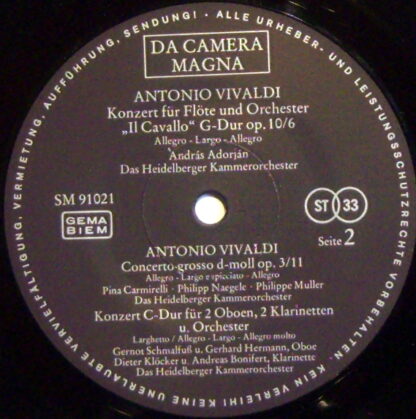 DA CAMERA
MAGNA
ANTONIO VIVALDI
Konzert für Flöte und Orchester
„Il Cavallo“ G-Dur op. 10/6
Allegro - Largo - Allegro
András Adorján
Das Heidelberger Kammerorchester
SM 91021
GEMA
BIEM
ST 33
Seite 2
ANTONIO VIVALDI
Concerto grosso d-moll op. 3/11
Allegro - Largo e spiccato - Allegro
Pina Carmirelli · Philipp Naegele · Philippe Muller
Das Heidelberger Kammerorchester
Konzert C-Dur für 2 Oboen, 2 Klarinetten
u. Orchester
Larghetto / Allegro - Largo - Allegro molto
Gernot Schmalfuß u. Gerhard Hermann, Oboe
Dieter Klöcker u. Andreas Bonifert, Klarinette
Das Heidelberger Kammerorchester
ALLE URHEBER- UND LEISTUNGSSCHUTZRECHTE VORBEHALTEN. KEIN VERLEIH! KEINE UNERLAUBTE VERVIELFÄLTIGUNG, VERMIETUNG, AUFFÜHRUNG, SENDUNG!